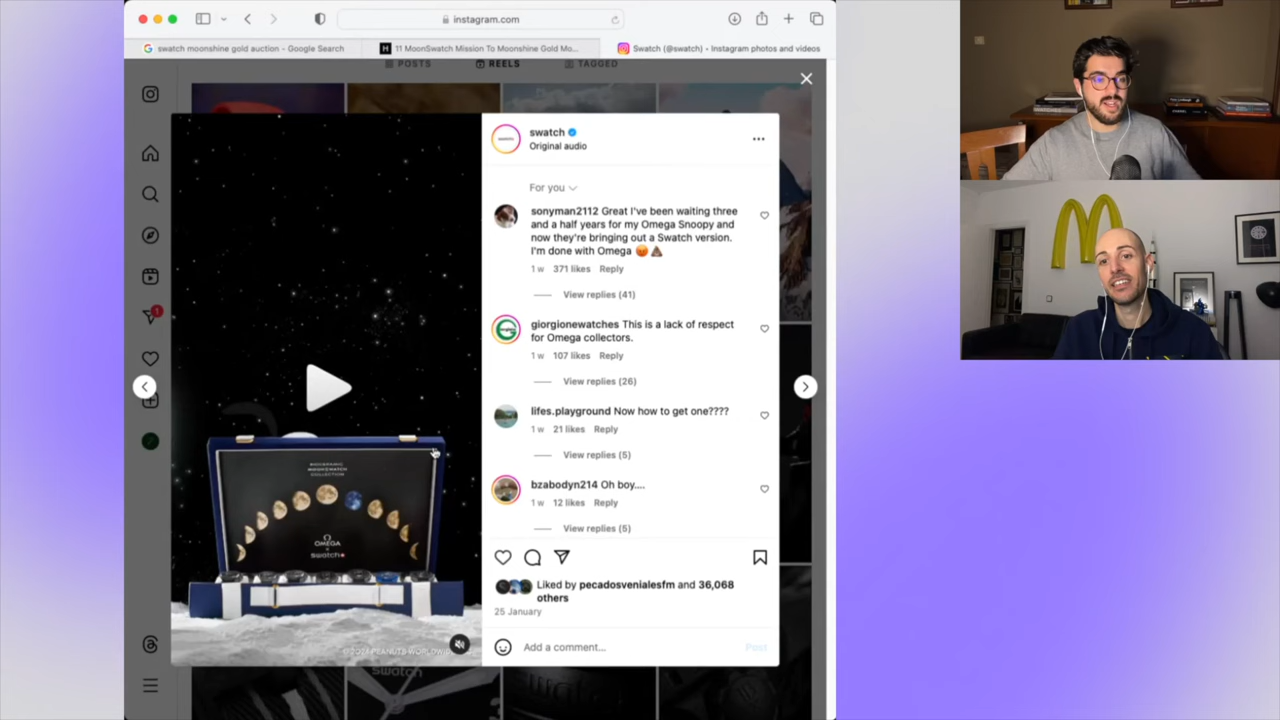 instagram.com
swatch moonshine gold auction - Google Search
11 MoonSwatch Mission To Moonshine Gold Mo...
Swatch (@swatch) • Instagram photos and videos
POSTS
REELS
TAGGED
swatch
Original audio
For you
sonyman2112 Great I've been waiting three
and a half years for my Omega Snoopy and
now they're bringing out a Swatch version.
I'm done with Omega 😡💩
1 w 371 likes Reply
View replies (41)
giorgionewatches This is a lack of respect
for Omega collectors.
1 w 107 likes Reply
View replies (26)
lifes.playground Now how to get one????
1 w 21 likes Reply
View replies (5)
bzabodyn214 Oh boy....
1 w 12 likes Reply
View replies (5)
Liked by pecadosvenialesfm and 36,068
others
25 January
Add a comment...
Post
1
MOONSWATCH
COLLECTION
Ω
OMEGA
x
swatch
swatch